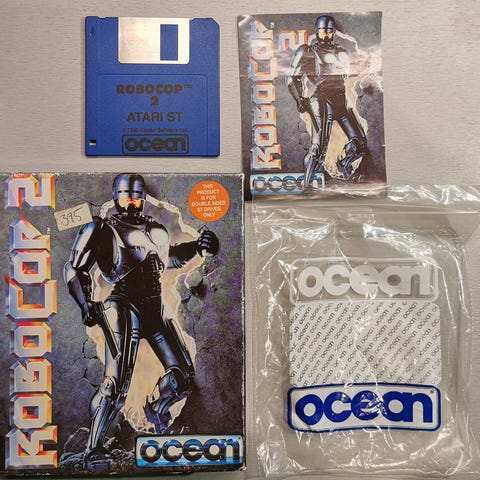 ROBOCOP™
2
ATARI ST
© 1990 Ocean Software Ltd.
ocean
ROBOCOP 2
ocean
ROBOCOP 2
395
THIS
PRODUCT
IS FOR
DOUBLE SIDED
ST DRIVES
ONLY
ocean
ocean
ocean